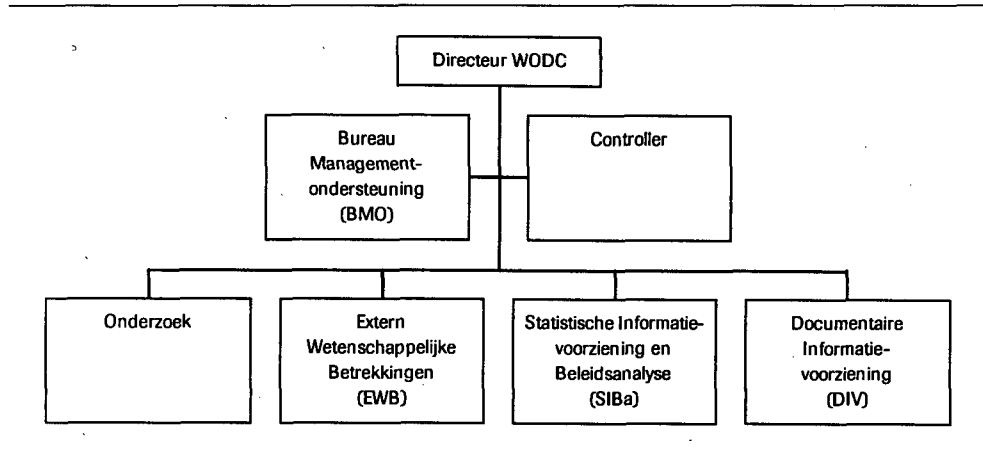 Directeur WODC
Bureau
Management-
ondersteuning
(BMO)
Controller
Onderzoek
Extern
Wetenschappelijke
Betrekkingen
(EWB)
Statistische Informatie-
voorziening en
Beleidsanalyse
(SIBa)
Documentaire
Informatie-
voorziening
(DIV)